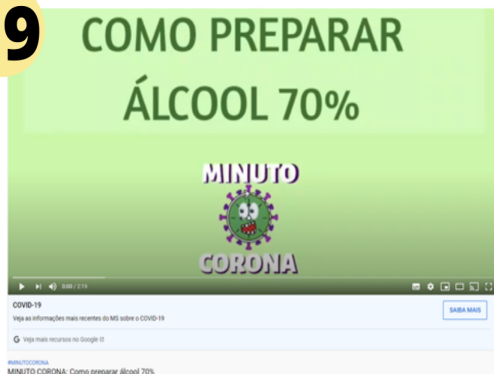 9
COMO PREPARAR
ÁLCOOL 70%
MINUTO
CORONA
0:00 / 2:19
COVID-19
Veja as informações mais recentes do MS sobre o COVID-19
SAIBA MAIS
G Veja mais recursos no Google
#MINUTOCORONA
MINUTO CORONA: Como preparar álcool 70%.